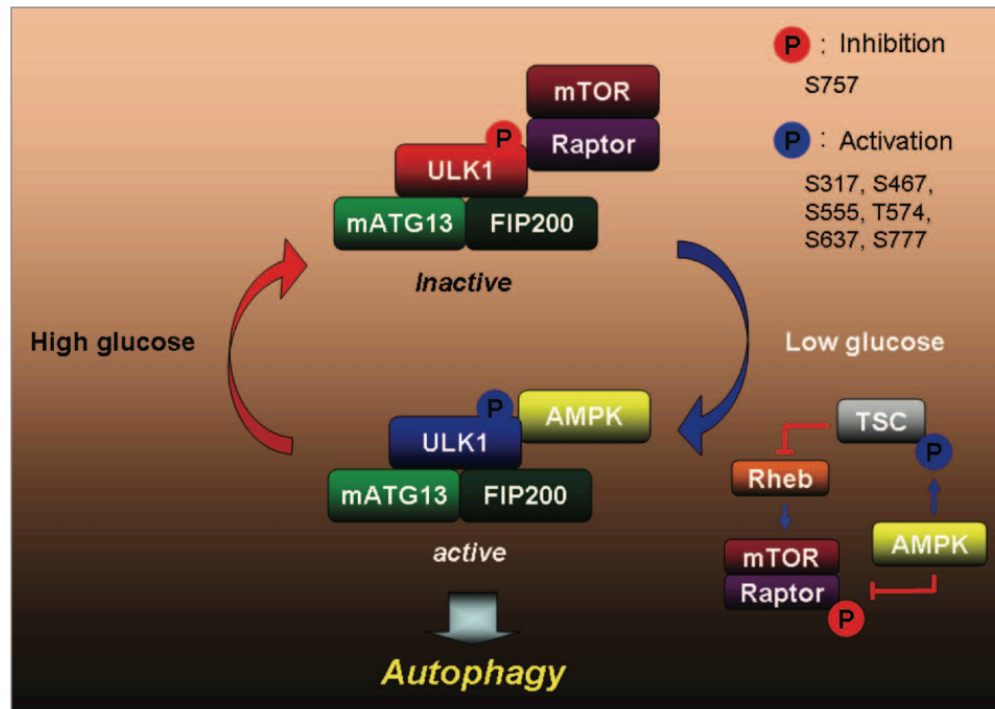 P : Inhibition
S757
P : Activation
S317, S467,
S555, T574,
S637, S777
mTOR
Raptor
P
ULK1
mATG13
FIP200
Inactive
High glucose
Low glucose
P
AMPK
ULK1
mATG13
FIP200
active
Autophagy
TSC
P
Rheb
AMPK
mTOR
Raptor
P